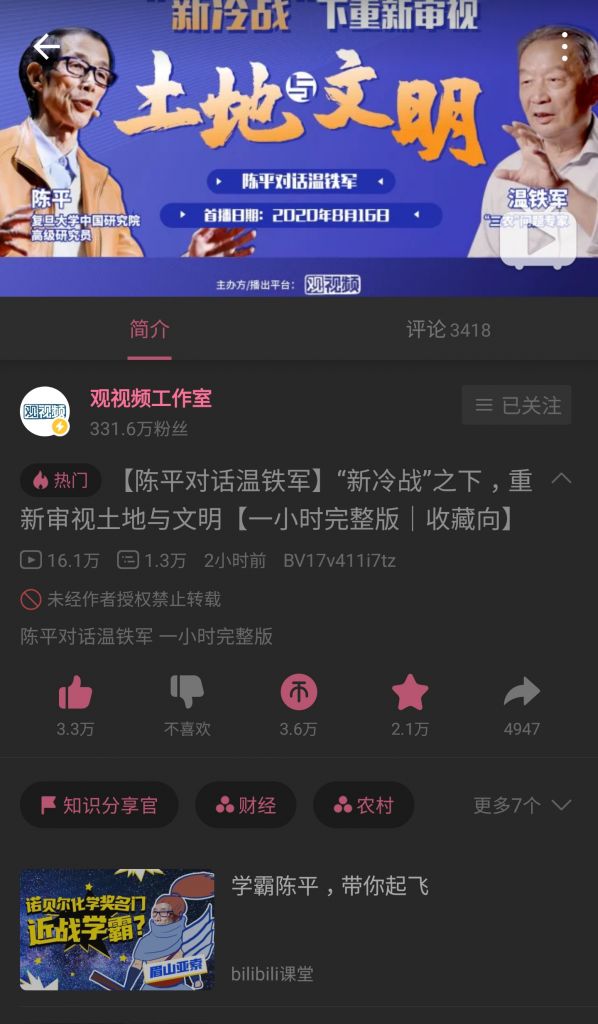 “新冷战”下重新审视
土地与文明
陈平对话温铁军
首播日期：2020年8月16日
陈平
复旦大学中国研究院
高级研究员
温铁军
“三农”问题专家
主办方/播出平台：观视频
简介
评论 3418
观视频
观视频工作室
331.6万粉丝
已关注
热门
【陈平对话温铁军】“新冷战”之下，重
新审视土地与文明【一小时完整版｜收藏向】
16.1万 1.3万 2小时前 BV17v411i7tz
未经作者授权禁止转载
陈平对话温铁军 一小时完整版
3.3万 不喜欢 3.6万 2.1万 4947
知识分享官 财经 农村 更多7个
诺贝尔化学奖名门
近战学霸?
眉山亚索
学霸陈平，带你起飞
bilibili课堂